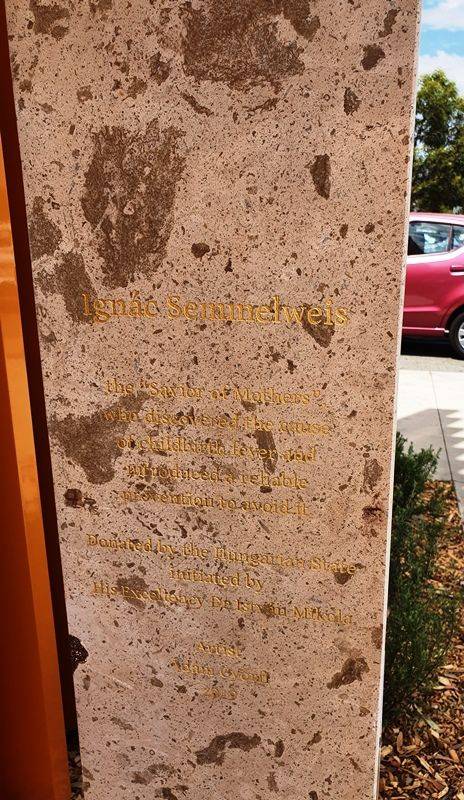 Ignác Semmelweis
the "Savior of Mothers",
who discovered the cause
of childbirth fever and
introduced a reliable
prevention to avoid it
Donated by the Hungarian State
initiated by
His Excellency Dr István Mikola
Artist